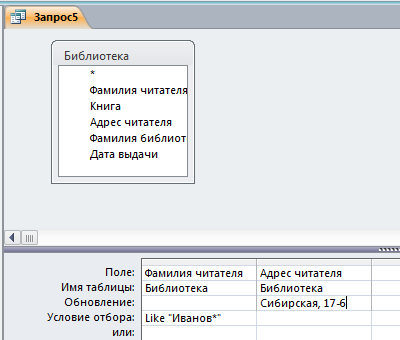 Запрос5
Библиотека
*
Фамилия читателя
Книга
Адрес читателя
Фамилия библиот
Дата выдачи
Поле: Фамилия читателя Адрес читателя
Имя таблицы: Библиотека Библиотека
Обновление: Сибирская, 17-6
Условие отбора: Like "Иванов*"
или: